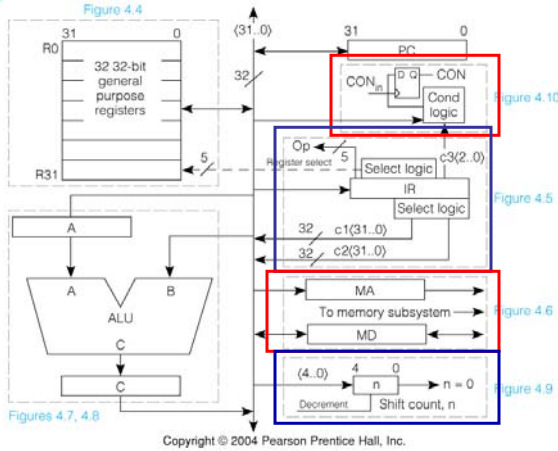 Figure 4.4
31 0
R0
32 32-bit
general
purpose
registers
R31
⟨31..0⟩
32
31 0
PC
D Q
CON
CON in
Cond
logic
Figure 4.10
c3⟨2..0⟩
Op
5
Register select
5
Select logic
IR
Select logic
Figure 4.5
32 c1⟨31..0⟩
32 c2⟨31..0⟩
A
A B
ALU
C
C
Figures 4.7, 4.8
MA
To memory subsystem
MD
Figure 4.6
⟨4..0⟩
4 0
n
n = 0
Decrement
Shift count, n
Figure 4.9
Copyright © 2004 Pearson Prentice Hall, Inc.